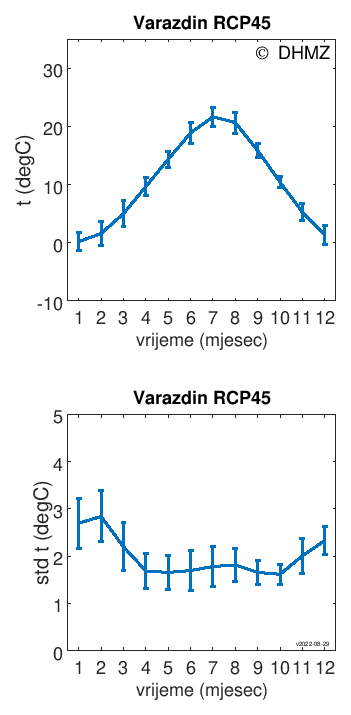 Varazdin RCP45
© DHMZ
30
20
10
0
-10
t (degC)
1 2 3 4 5 6 7 8 9 10 11 12
vrijeme (mjesec)
Varazdin RCP45
5
4
3
2
1
0
std t (degC)
v2022-08-29
1 2 3 4 5 6 7 8 9 10 11 12
vrijeme (mjesec)